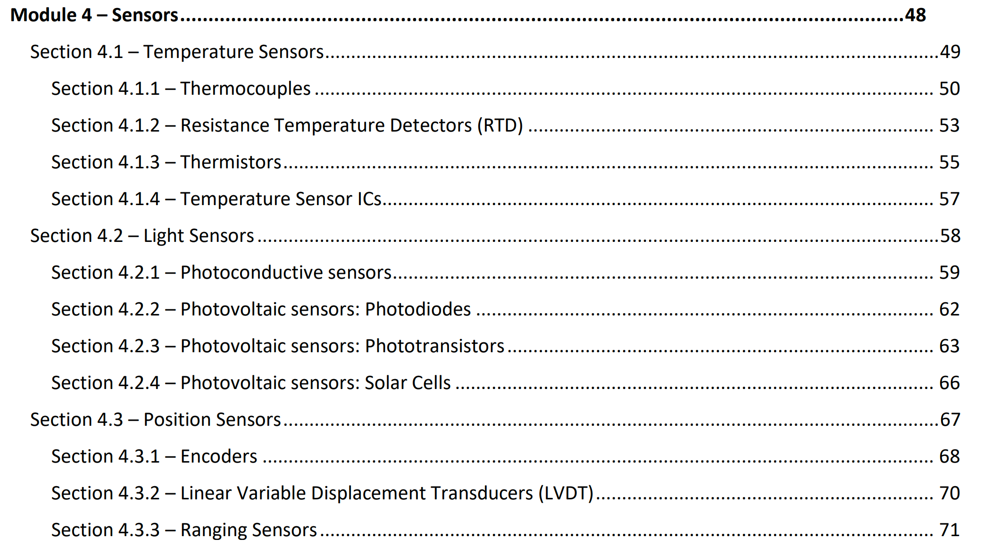 Module 4 – Sensors 48
Section 4.1 – Temperature Sensors 49
Section 4.1.1 – Thermocouples 50
Section 4.1.2 – Resistance Temperature Detectors (RTD) 53
Section 4.1.3 – Thermistors 55
Section 4.1.4 – Temperature Sensor ICs 57
Section 4.2 – Light Sensors 58
Section 4.2.1 – Photoconductive sensors 59
Section 4.2.2 – Photovoltaic sensors: Photodiodes 62
Section 4.2.3 – Photovoltaic sensors: Phototransistors 63
Section 4.2.4 – Photovoltaic sensors: Solar Cells 66
Section 4.3 – Position Sensors 67
Section 4.3.1 – Encoders 68
Section 4.3.2 – Linear Variable Displacement Transducers (LVDT) 70
Section 4.3.3 – Ranging Sensors 71